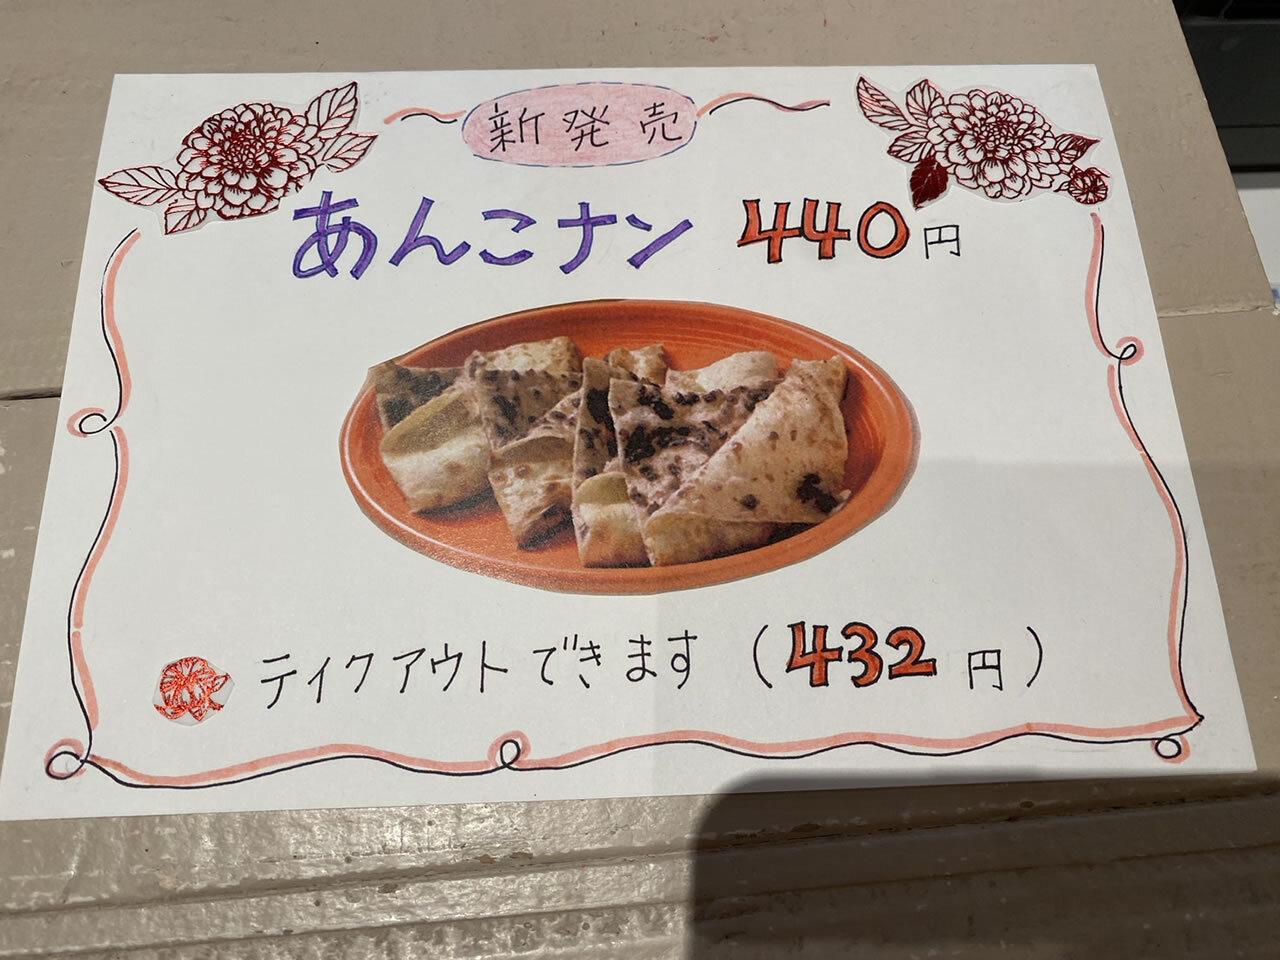 新発売
あんこナン 440円
ティクアウトできます (432円)